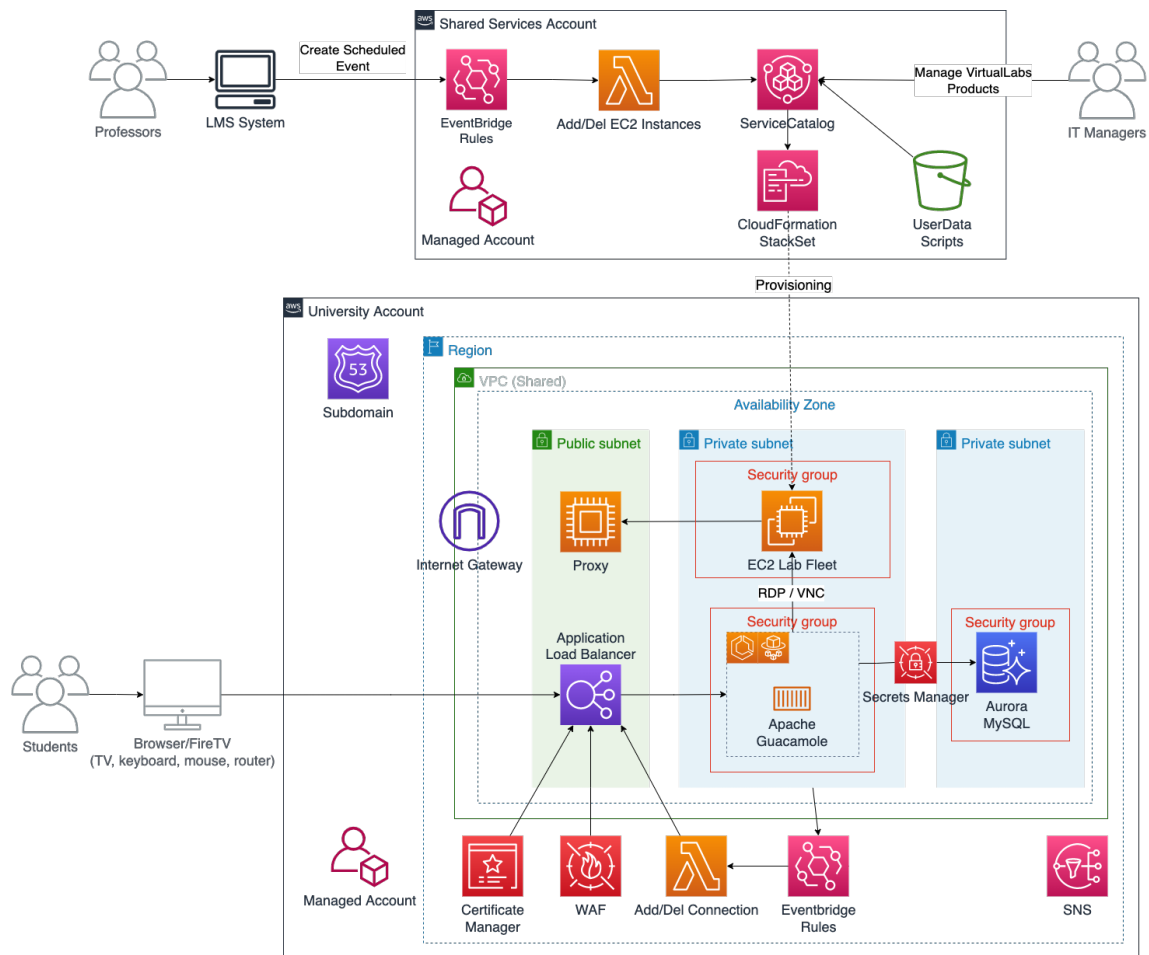 aws
Shared Services Account
Create Scheduled
Event
Manage VirtualLabs
Products
Professors
LMS System
EventBridge
Rules
Add/Del EC2 Instances
ServiceCatalog
IT Managers
Managed Account
CloudFormation
StackSet
UserData
Scripts
Provisioning
aws
University Account
Region
53
Subdomain
VPC (Shared)
Availability Zone
Public subnet
Private subnet
Private subnet
Security group
Internet Gateway
Proxy
EC2 Lab Fleet
RDP / VNC
Security group
Security group
Application
Load Balancer
Secrets Manager
Apache
Guacamole
Aurora
MySQL
Students
Browser/FireTV
(TV, keyboard, mouse, router)
Managed Account
Certificate
Manager
WAF
Add/Del Connection
Eventbridge
Rules
SNS